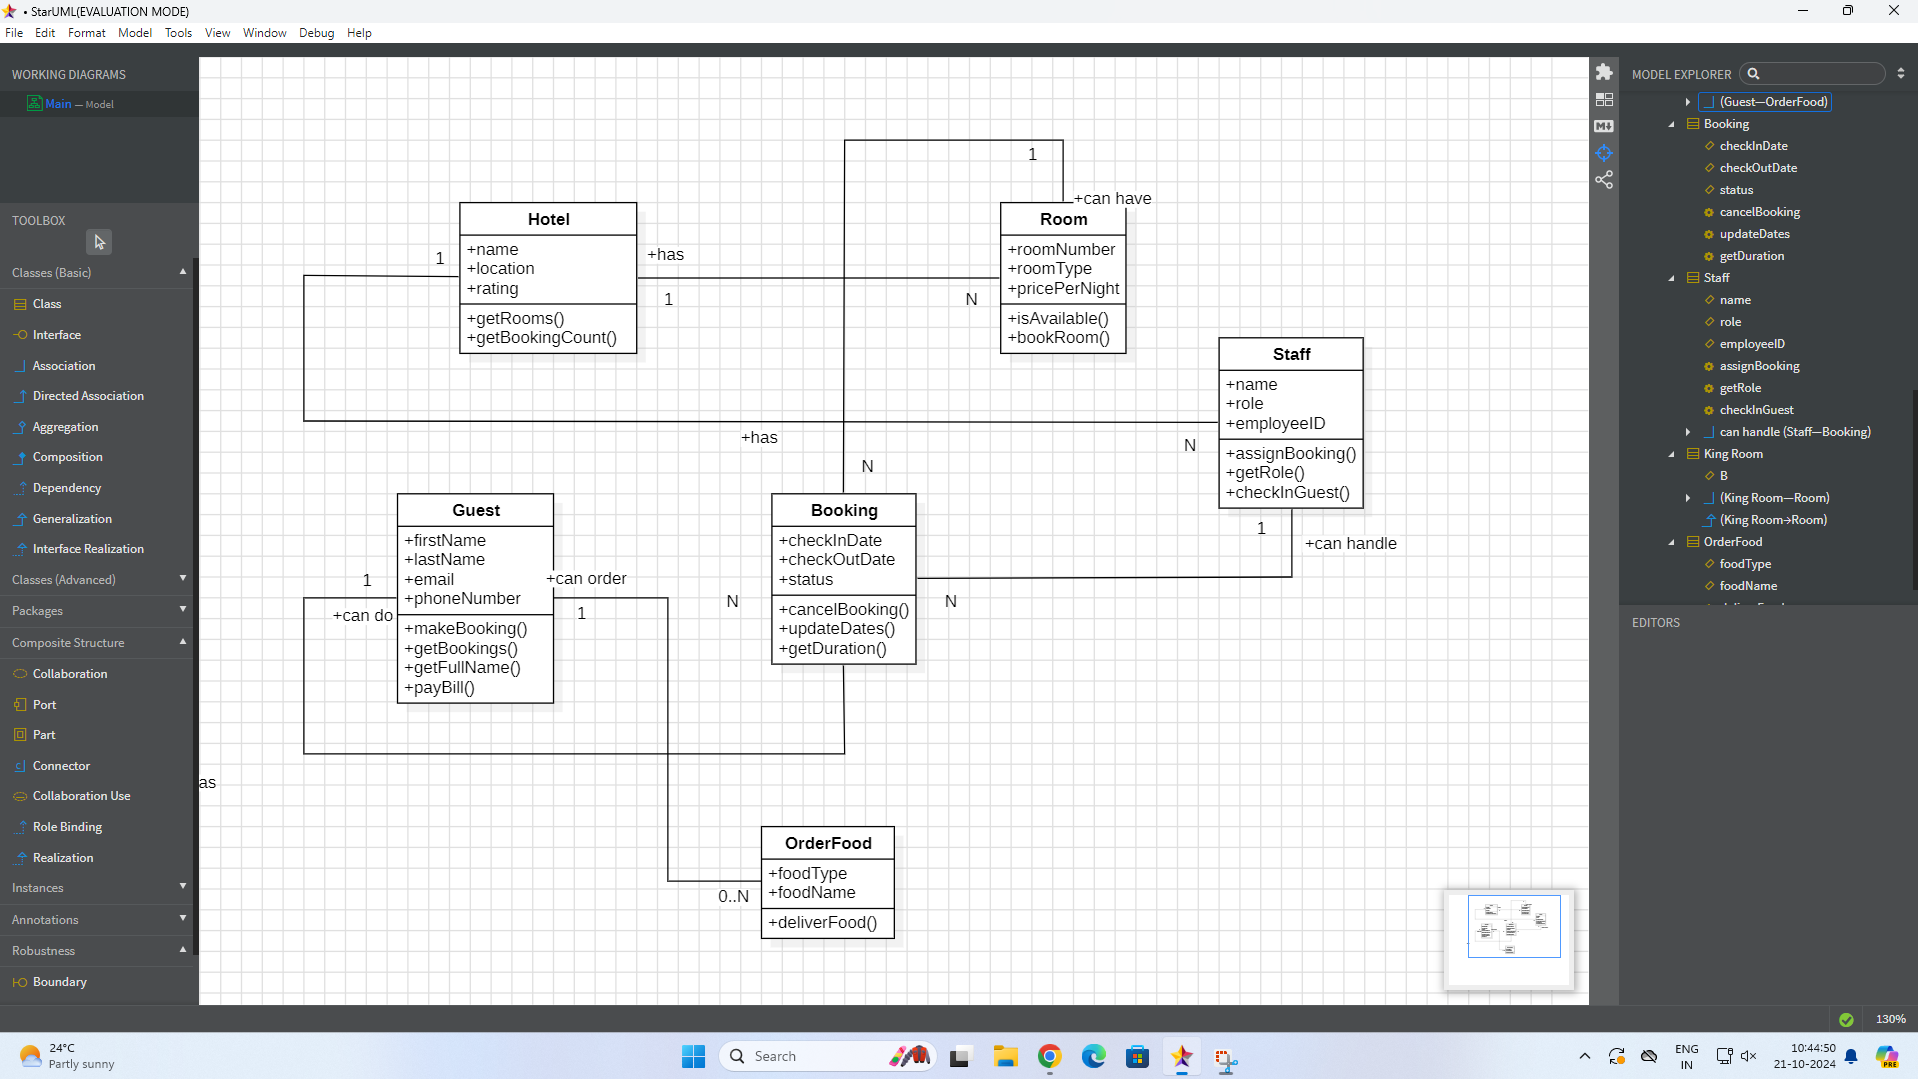 • StarUML(EVALUATION MODE)
File Edit Format Model Tools View Window Debug Help
WORKING DIAGRAMS
Main — Model
TOOLBOX
Classes (Basic)
Class
Interface
Association
Directed Association
Aggregation
Composition
Dependency
Generalization
Interface Realization
Classes (Advanced)
Packages
Composite Structure
Collaboration
Port
Part
Connector
Collaboration Use
Role Binding
Realization
Instances
Annotations
Robustness
Boundary
Hotel
+name
+location
+rating
+getRooms()
+getBookingCount()
1
+has
1
N
1
+can have
Room
+roomNumber
+roomType
+pricePerNight
+isAvailable()
+bookRoom()
Staff
+name
+role
+employeeID
+assignBooking()
+getRole()
+checkInGuest()
+has
N
N
1
+can handle
Guest
+firstName
+lastName
+email
+phoneNumber
+makeBooking()
+getBookings()
+getFullName()
+payBill()
1
+can do
+can order
1
Booking
+checkInDate
+checkOutDate
+status
+cancelBooking()
+updateDates()
+getDuration()
N
N
as
OrderFood
+foodType
+foodName
+deliverFood()
0..N
MODEL EXPLORER
(Guest—OrderFood)
Booking
checkInDate
checkOutDate
status
cancelBooking
updateDates
getDuration
Staff
name
role
employeeID
assignBooking
getRole
checkInGuest
can handle (Staff—Booking)
King Room
B
(King Room—Room)
(King Room→Room)
OrderFood
foodType
foodName
EDITORS
130%
24°C
Partly sunny
Search
ENG
IN
10:44:50
21-10-2024
PRE